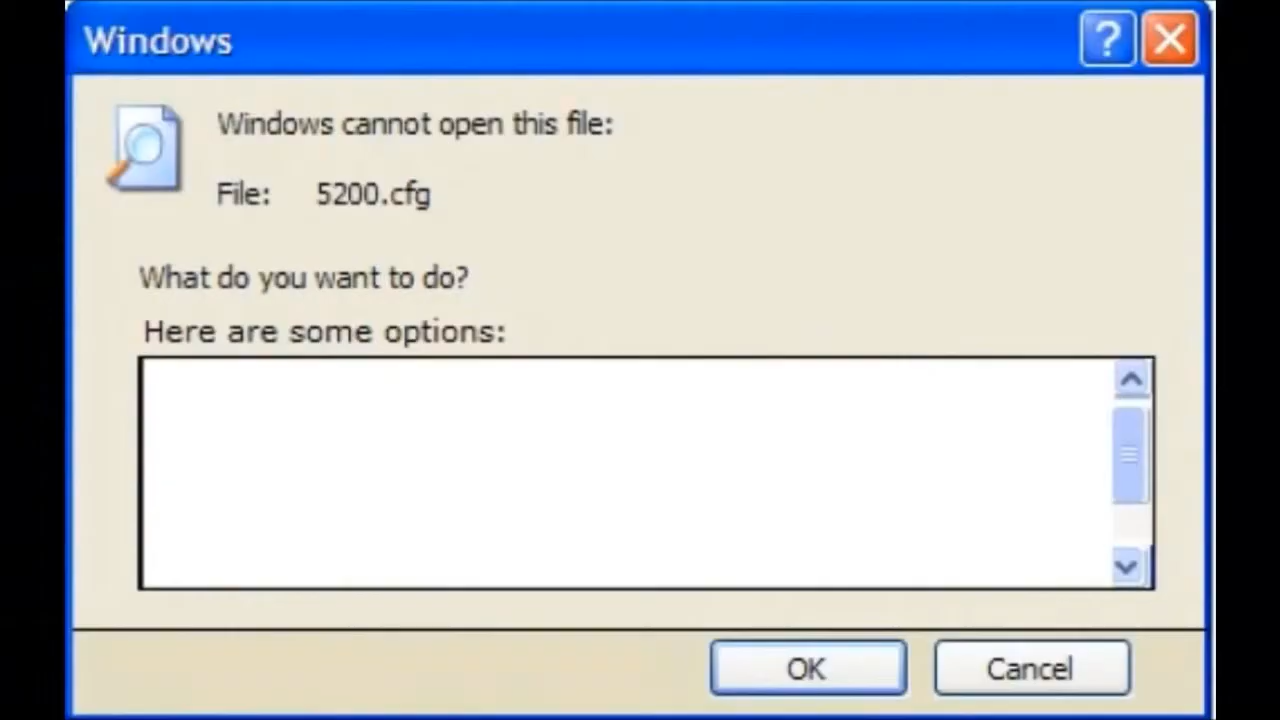 Windows
?
Windows cannot open this file:
File: 5200.cfg
What do you want to do?
Here are some options:
OK Cancel